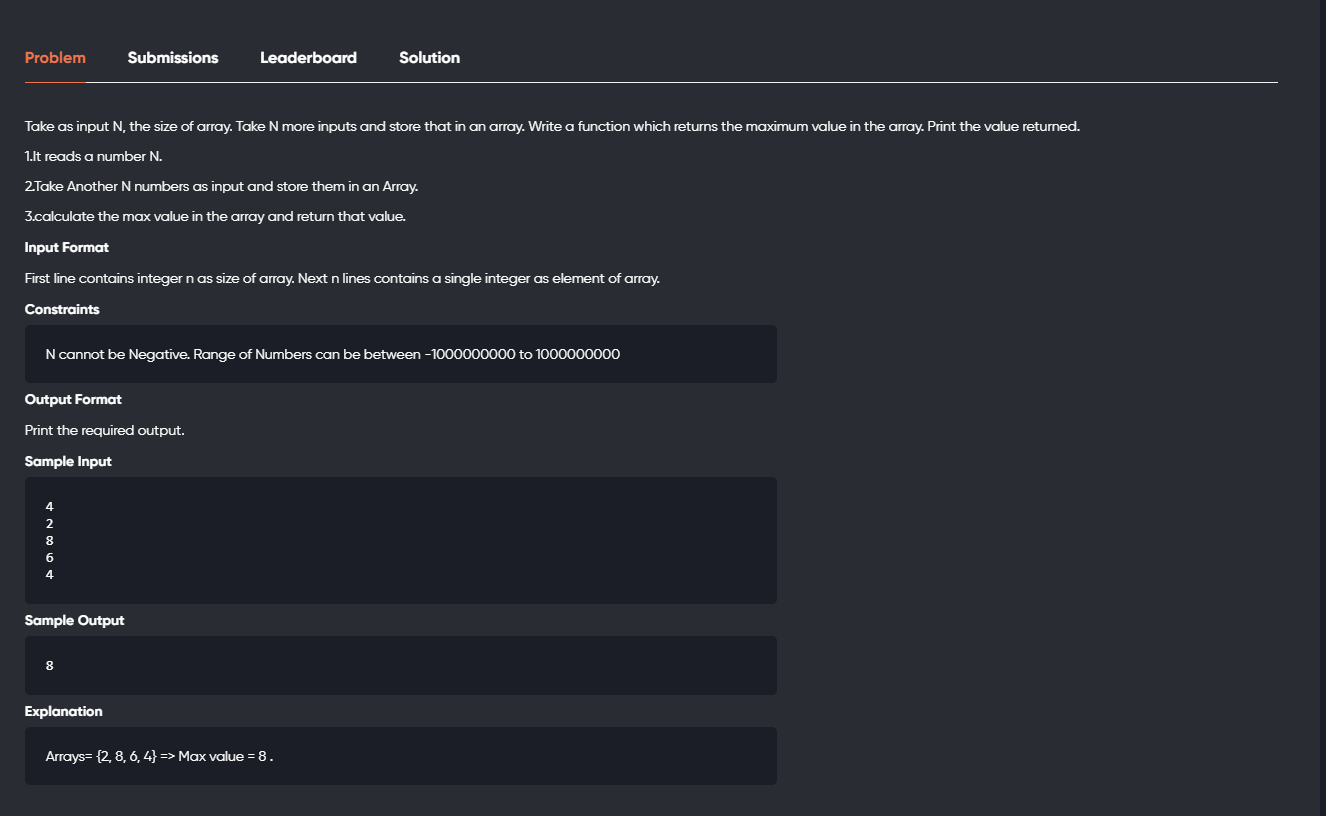 Problem Submissions Leaderboard Solution
Take as input N, the size of array. Take N more inputs and store that in an array. Write a function which returns the maximum value in the array. Print the value returned.
1.It reads a number N.
2.Take Another N numbers as input and store them in an Array.
3.calculate the max value in the array and return that value.
Input Format
First line contains integer n as size of array. Next n lines contains a single integer as element of array.
Constraints
N cannot be Negative. Range of Numbers can be between -1000000000 to 1000000000
Output Format
Print the required output.
Sample Input
4
2
8
6
4
Sample Output
8
Explanation
Arrays= {2, 8, 6, 4} => Max value = 8 .